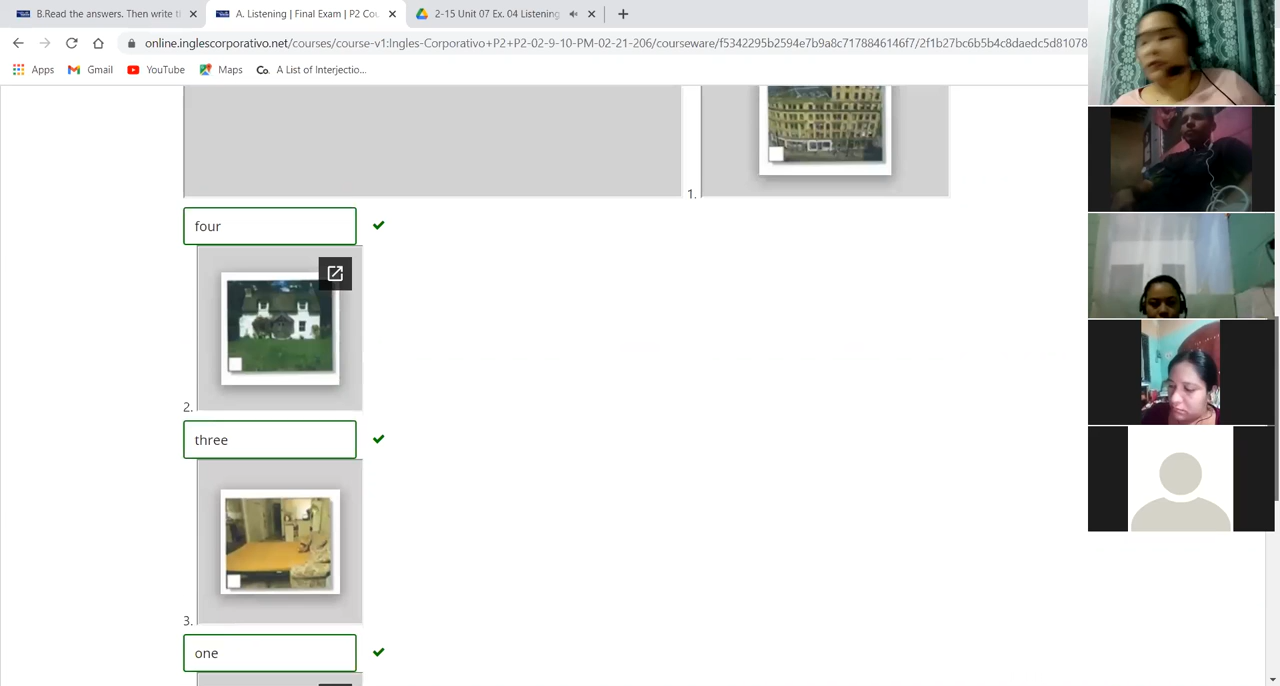 B.Read the answers. Then write t
A. Listening | Final Exam | P2 Cou
2-15 Unit 07 Ex. 04 Listening
online.inglescorporativo.net/courses/course-v1:Ingles-Corporativo+P2+P2-02-9-10-PM-02-21-206/courseware/f5342295b2594e7b9a8c7178846146f7/2f1b27bc6b5b4c8daedc5d81078
Apps
Gmail
YouTube
Maps
Co. A List of Interjectio...
1.
four
2.
three
3.
one